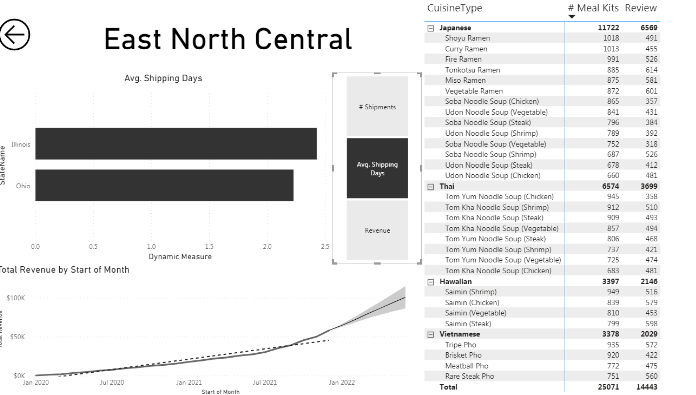 East North Central
Avg. Shipping Days
Illinois
Ohio
StateName
0.0 0.5 1.0 1.5 2.0 2.5
Dynamic Measure
# Shipments
Avg. Shipping
Days
Revenue
Total Revenue by Start of Month
$100K
$50K
$0K
Total Revenue
Jan 2020 Jul 2020 Jan 2021 Jul 2021 Jan 2022
Start of Month
CuisineType # Meal Kits Review
Japanese 11722 6569
Shoyu Ramen 1018 491
Curry Ramen 1013 455
Fire Ramen 991 526
Tonkotsu Ramen 885 614
Miso Ramen 875 581
Vegetable Ramen 872 601
Soba Noodle Soup (Chicken) 865 357
Udon Noodle Soup (Vegetable) 841 431
Soba Noodle Soup (Steak) 796 384
Udon Noodle Soup (Shrimp) 789 392
Soba Noodle Soup (Vegetable) 752 318
Soba Noodle Soup (Shrimp) 687 526
Udon Noodle Soup (Steak) 678 412
Udon Noodle Soup (Chicken) 660 481
Thai 6574 3699
Tom Yum Noodle Soup (Chicken) 945 358
Tom Kha Noodle Soup (Shrimp) 912 510
Tom Kha Noodle Soup (Steak) 909 493
Tom Kha Noodle Soup (Vegetable) 857 494
Tom Yum Noodle Soup (Steak) 806 468
Tom Yum Noodle Soup (Shrimp) 737 421
Tom Yum Noodle Soup (Vegetable) 725 474
Tom Kha Noodle Soup (Chicken) 683 481
Hawaiian 3397 2146
Saimin (Shrimp) 949 516
Saimin (Chicken) 839 579
Saimin (Vegetable) 810 453
Saimin (Steak) 799 598
Vietnamese 3378 2029
Tripe Pho 935 572
Brisket Pho 920 422
Meatball Pho 772 475
Rare Steak Pho 751 560
Total 25071 14443